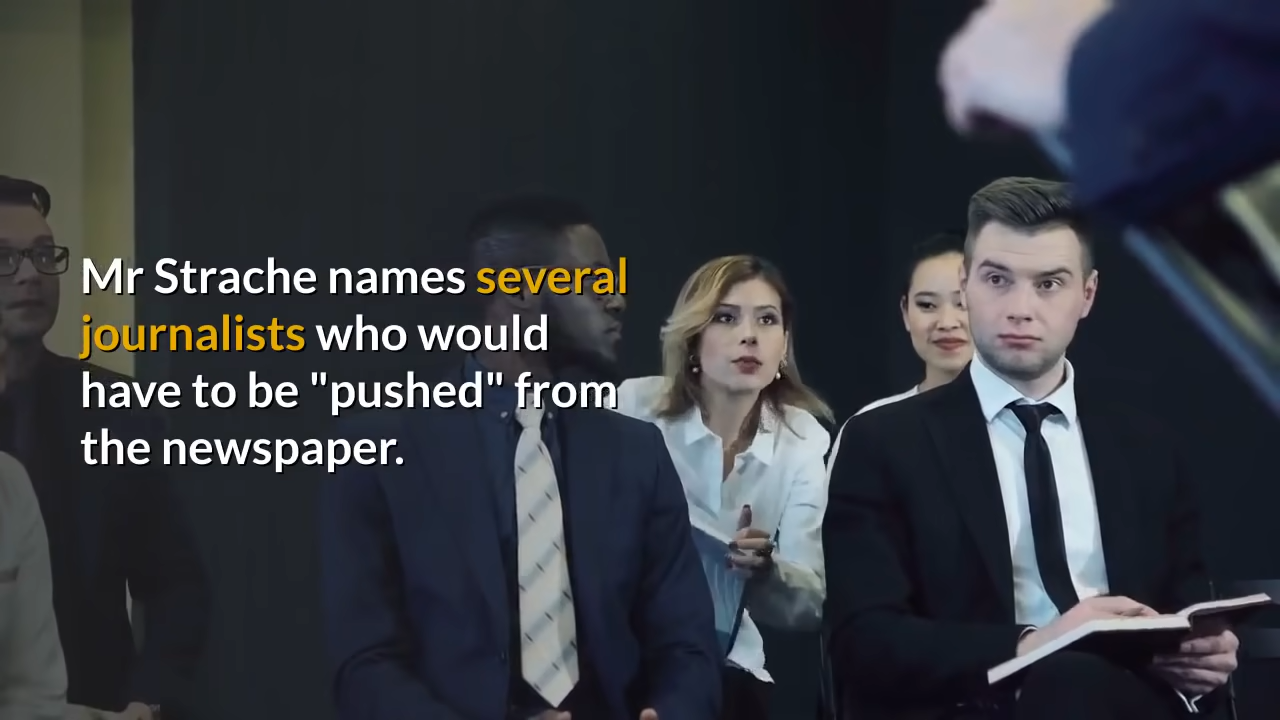 Mr Strache names several
journalists who would
have to be "pushed" from
the newspaper.